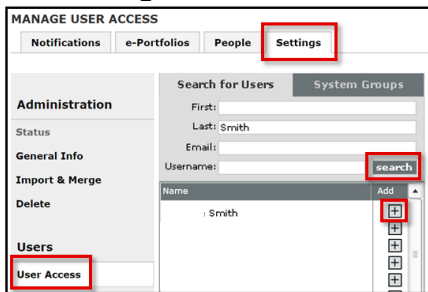 MANAGE USER ACCESS
Notifications e-Portfolios People Settings
Search for Users System Groups
Administration
First:
Last: Smith
Status
Email:
General Info
Username: search
Import & Merge
Name Add
Delete
Smith
Users
User Access